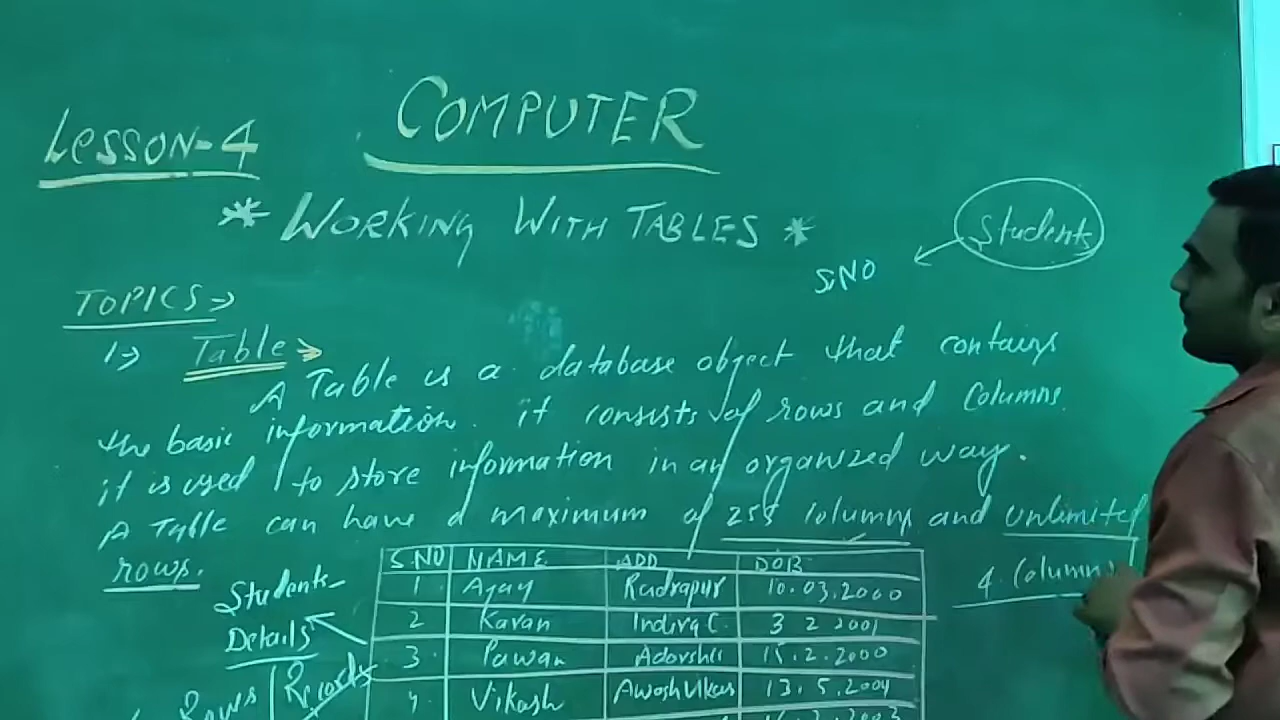 COMPUTER
LESSON-4
* WORKING WITH TABLES *
Students
S.NO
TOPICS→
1→ Table→
A Table is a database object that contains
the basic information. it consists of rows and Columns
it is used to store information in an organized way.
A Table can have a maximum of 255 columns and unlimited
rows.
4 Columns
Students
Details
Rows | Records
S.NO NAME ADD DOB
1 Ajay Rudrapur 10.03.2000
2 Karan Indira C. 3 2 2001
3 Pawan Adarsh 15.2.2000
4. Vikash Awash Vikas 13.5.2004